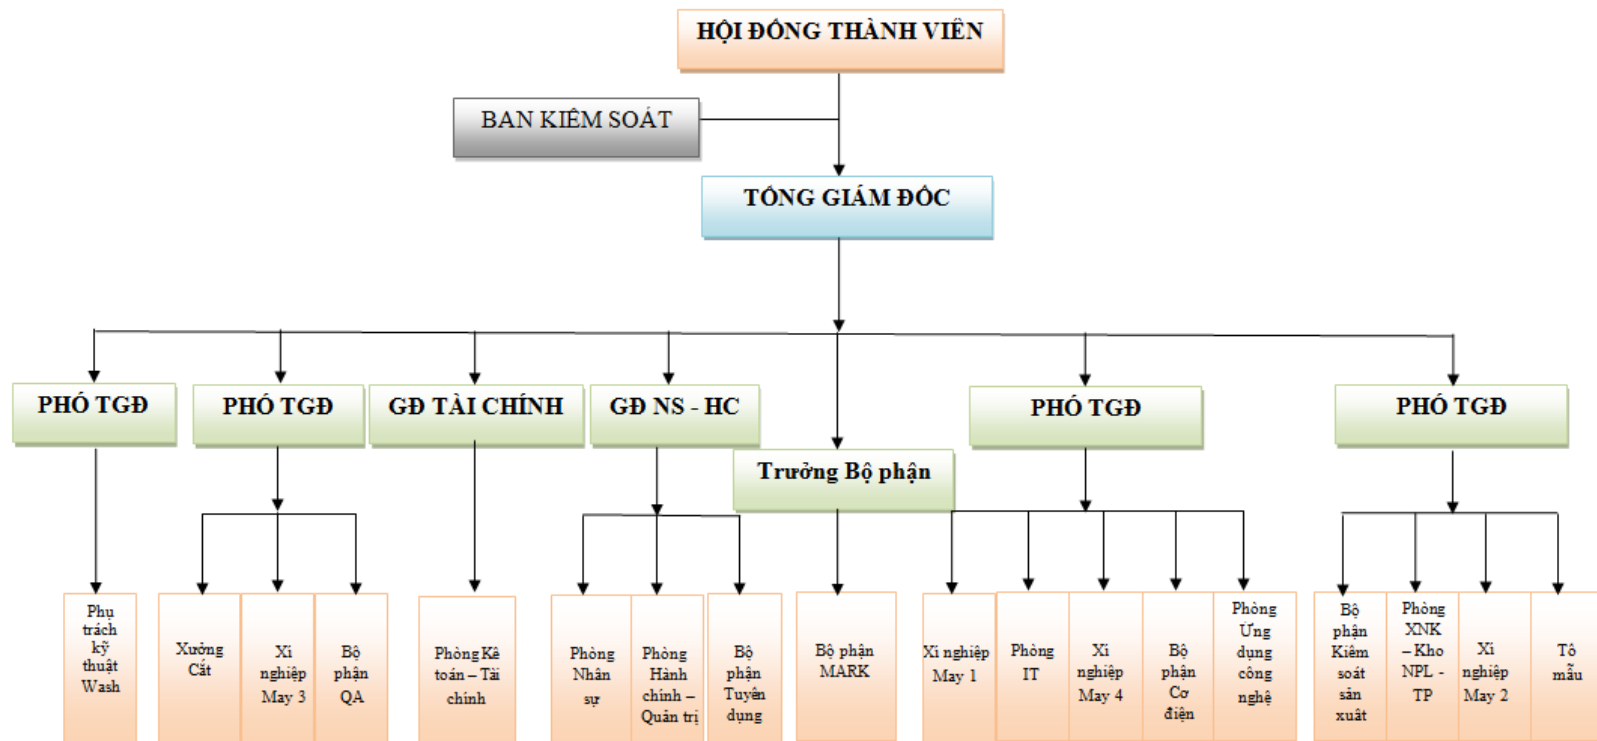 HỘI ĐỒNG THÀNH VIÊN
BAN KIỂM SOÁT
TỔNG GIÁM ĐỐC
PHÓ TGĐ
PHÓ TGĐ
GĐ TÀI CHÍNH
GĐ NS - HC
PHÓ TGĐ
PHÓ TGĐ
Trưởng Bộ phận
Phụ
trách
kỹ
thuật
Wash
Xưởng
Cắt
Xí
nghiệp
May 3
Bộ
phận
QA
Phòng Kế
toán – Tài
chính
Phòng
Nhân
sự
Phòng
Hành
chính –
Quản trị
Bộ
phận
Tuyển
dụng
Bộ phận
MARK
Xí nghiệp
May 1
Phòng
IT
Xí
nghiệp
May 4
Bộ
phận
Cơ
điện
Phòng
Ứng
dụng
công
nghệ
Bộ
phận
Kiểm
soát
sản
xuất
Phòng
XNK
– Kho
NPL -
TP
Xí
nghiệp
May 2
Tổ
mẫu